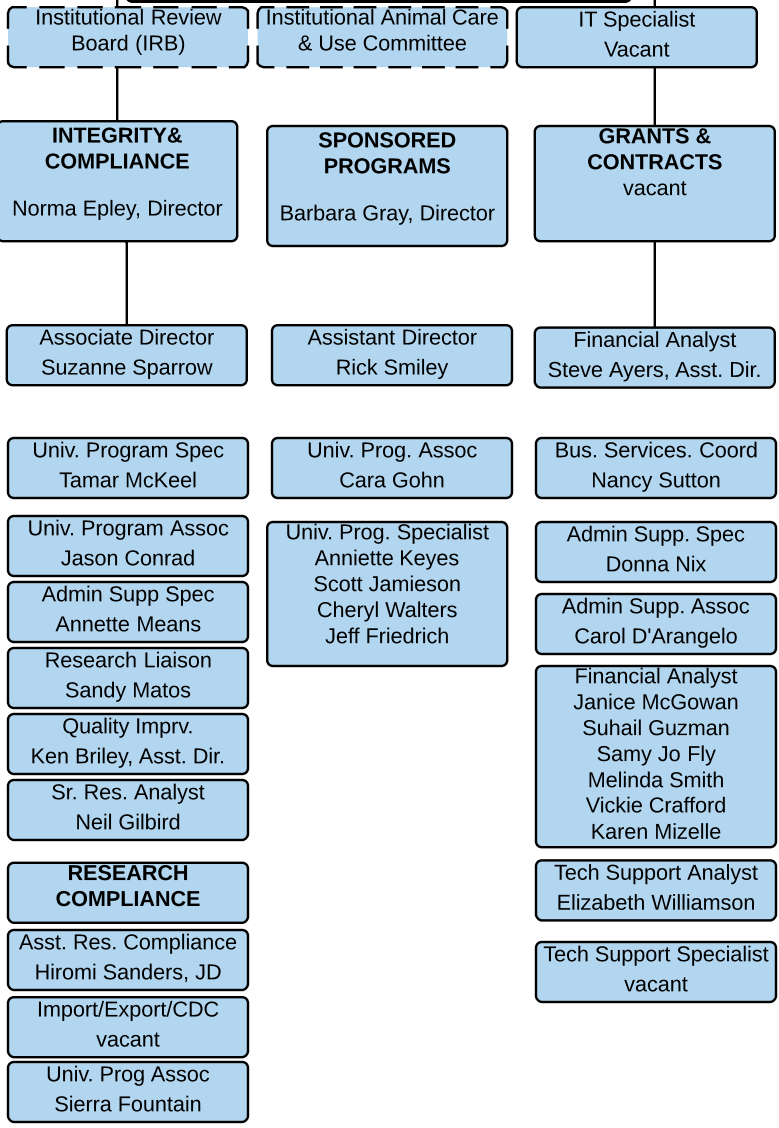 Institutional Review
Board (IRB)
Institutional Animal Care
& Use Committee
IT Specialist
Vacant
INTEGRITY&
COMPLIANCE
Norma Epley, Director
SPONSORED
PROGRAMS
Barbara Gray, Director
GRANTS &
CONTRACTS
vacant
Associate Director
Suzanne Sparrow
Assistant Director
Rick Smiley
Financial Analyst
Steve Ayers, Asst. Dir.
Univ. Program Spec
Tamar McKeel
Univ. Prog. Assoc
Cara Gohn
Bus. Services. Coord
Nancy Sutton
Univ. Program Assoc
Jason Conrad
Admin Supp Spec
Annette Means
Research Liaison
Sandy Matos
Quality Imprv.
Ken Briley, Asst. Dir.
Sr. Res. Analyst
Neil Gilbird
Univ. Prog. Specialist
Anniette Keyes
Scott Jamieson
Cheryl Walters
Jeff Friedrich
Admin Supp. Spec
Donna Nix
Admin Supp. Assoc
Carol D'Arangelo
Financial Analyst
Janice McGowan
Suhail Guzman
Samy Jo Fly
Melinda Smith
Vickie Crafford
Karen Mizelle
Tech Support Analyst
Elizabeth Williamson
Tech Support Specialist
vacant
RESEARCH
COMPLIANCE
Asst. Res. Compliance
Hiromi Sanders, JD
Import/Export/CDC
vacant
Univ. Prog Assoc
Sierra Fountain